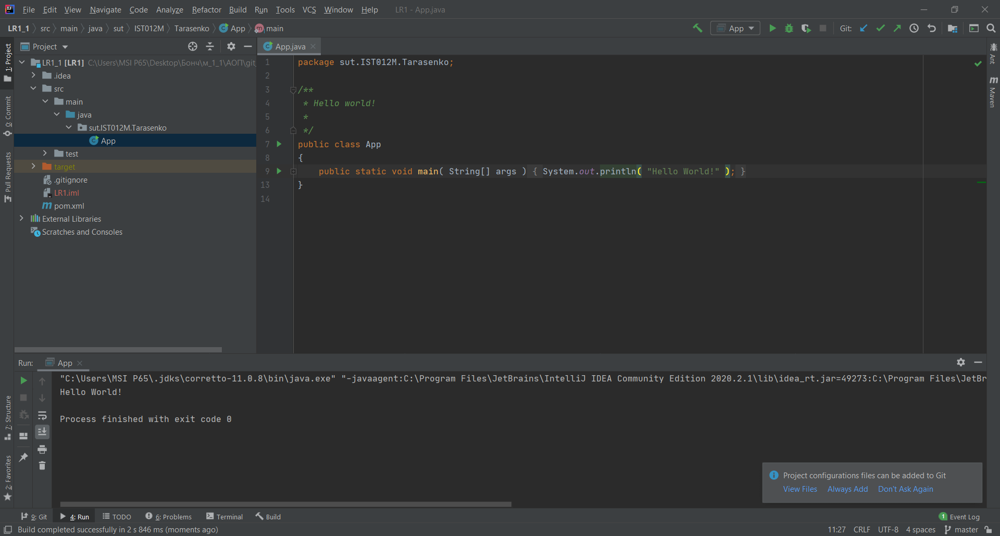 File Edit View Navigate Code Analyze Refactor Build Run Tools VCS Window Help LR1 - App.java
LR1_1 src main java sut IST012M Tarasenko App main
App Git:
1: Project
0: Commit
Pull Requests
7: Structure
2: Favorites
Project
LR1_1 [LR1] C:\Users\MSI P65\Desktop\Бонч\м_1_1\АОП\git_
.idea
src
main
java
sut.IST012M.Tarasenko
App
test
target
.gitignore
LR1.iml
pom.xml
External Libraries
Scratches and Consoles
App.java
1 package sut.IST012M.Tarasenko;
2
3 /**
4 * Hello world!
5 *
6 */
7 public class App
8 {
9 public static void main( String[] args ) { System.out.println( "Hello World!" ); }
13 }
14
Ant
Maven
Run: App
"C:\Users\MSI P65\.jdks\corretto-11.0.8\bin\java.exe" "-javaagent:C:\Program Files\JetBrains\IntelliJ IDEA Community Edition 2020.2.1\lib\idea_rt.jar=49273:C:\Program Files\JetBr
Hello World!
Process finished with exit code 0
Project configurations files can be added to Git
View Files Always Add Don't Ask Again
9: Git 4: Run TODO 6: Problems Terminal Build 1 Event Log
Build completed successfully in 2 s 846 ms (moments ago) 11:27 CRLF UTF-8 4 spaces master